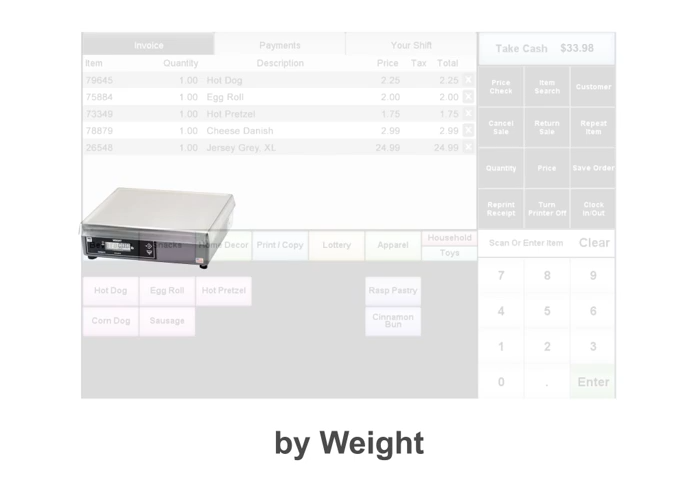 Invoice Payments Your Shift
Item Quantity Description Price Tax Total
79645 1.00 Hot Dog 2.25 2.25 X
75884 1.00 Egg Roll 2.00 2.00 X
73349 1.00 Hot Pretzel 1.75 1.75 X
78879 1.00 Cheese Danish 2.99 2.99 X
26548 1.00 Jersey Grey, XL 24.99 24.99 X
Take Cash $33.98
Price Check Item Search Customer
Cancel Sale Return Sale Repeat Item
Quantity Price Save Order
Reprint Receipt Turn Printer Off Clock In/Out
Snacks Home Decor Print / Copy Lottery Apparel Household
Toys
Scan Or Enter Item Clear
Hot Dog Egg Roll Hot Pretzel Rasp Pastry
Corn Dog Sausage Cinnamon Bun
7 8 9
4 5 6
1 2 3
0 . Enter
by Weight